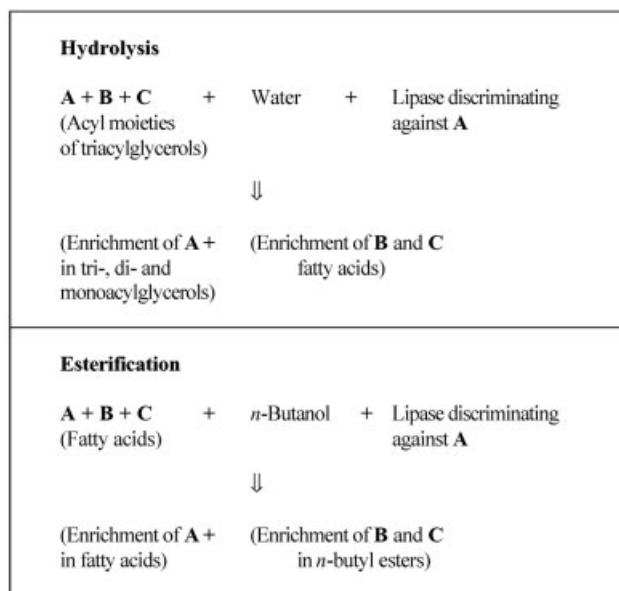 Hydrolysis
A + B + C + Water + Lipase discriminating
(Acyl moieties against A
of triacylglycerols)
⇓
(Enrichment of A + (Enrichment of B and C
in tri-, di- and fatty acids)
monoacylglycerols)
Esterification
A + B + C + n-Butanol + Lipase discriminating
(Fatty acids) against A
⇓
(Enrichment of A + (Enrichment of B and C
in fatty acids) in n-butyl esters)